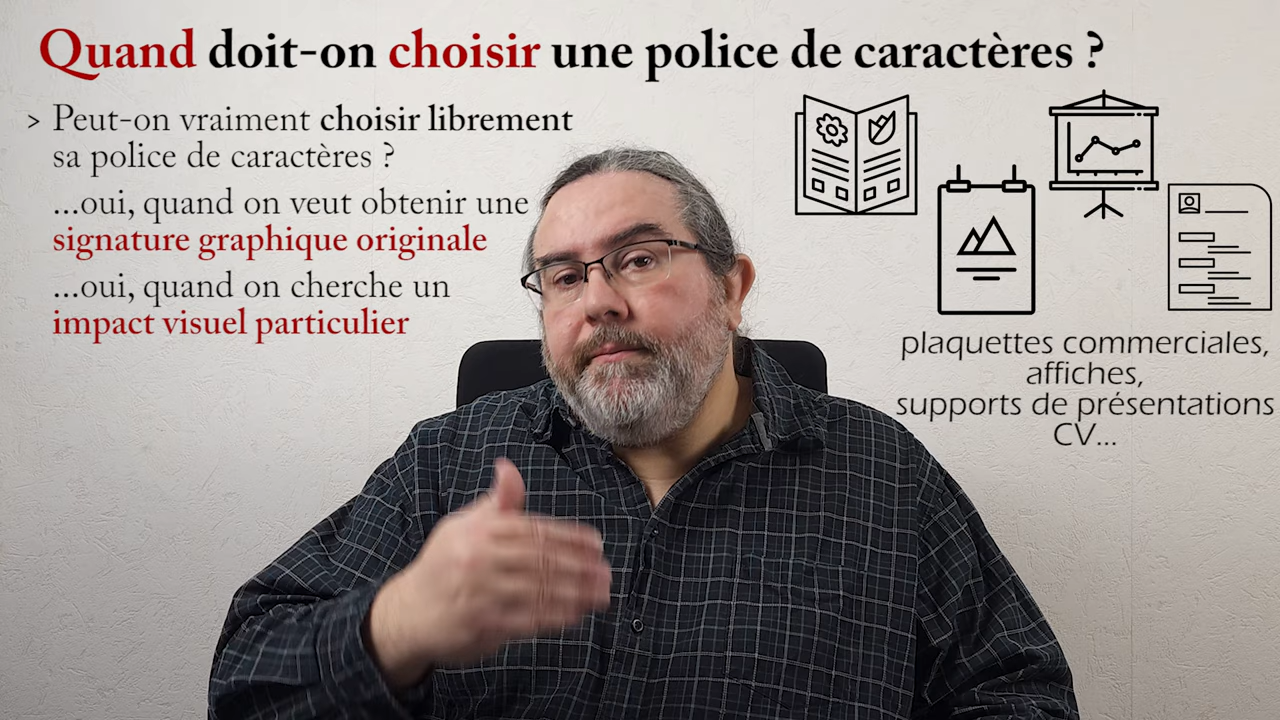 Quand doit-on choisir une police de caractères ?
> Peut-on vraiment choisir librement
sa police de caractères ?
...oui, quand on veut obtenir une
signature graphique originale
...oui, quand on cherche un
impact visuel particulier
plaquettes commerciales,
affiches,
supports de présentations
CV...